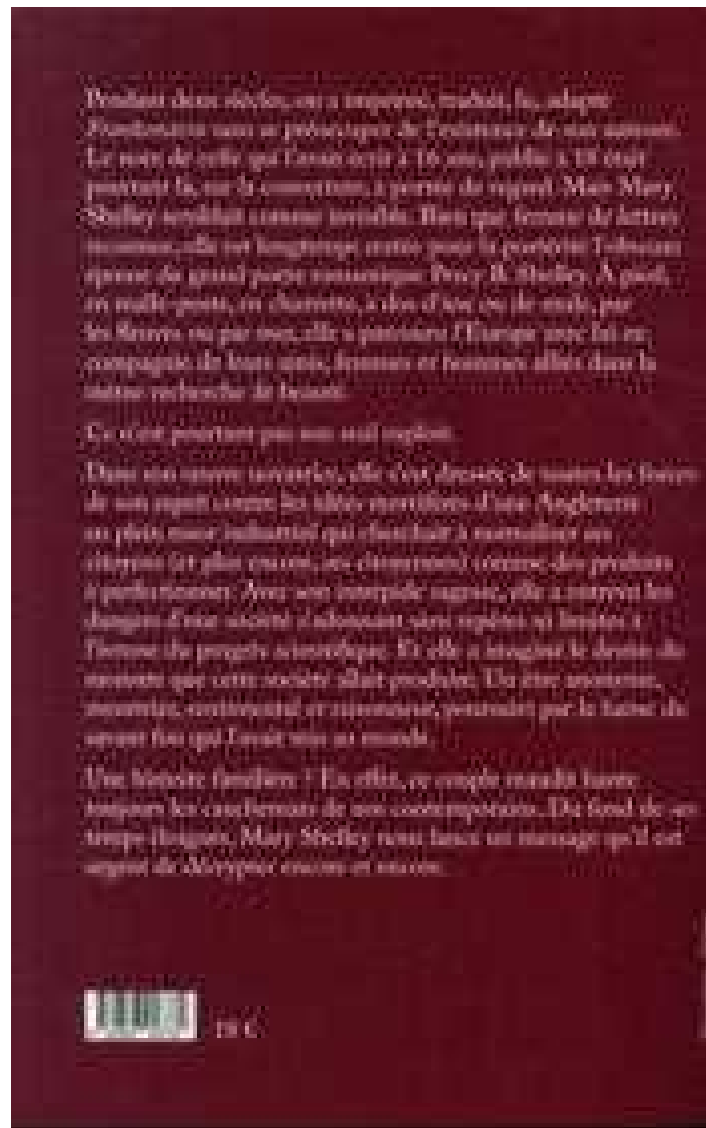 Pendant deux siècles, on a imprimé, traduit, lu, adapté
Frankenstein sans se préoccuper de l'existence de son auteure.
Le nom de celle qui l'avait écrit à 16 ans, publié à 18 était
pourtant là, sur la couverture, à portée de regard. Mais Mary
Shelley semblait comme invisible. Bien que femme de lettres
reconnue, elle est longtemps restée pour la postérité l'obscure
épouse du grand poète romantique Percy B. Shelley. À pied,
en malle-poste, en charrette, à dos d'âne ou de mule, par
les fleuves ou par mer, elle a parcouru l'Europe avec lui en
compagnie de leurs amis, femmes et hommes alliés dans la
même recherche de beauté.
Ce n'est pourtant pas son seul exploit.
Dans son œuvre novatrice, elle s'est dressée de toutes les forces
de son esprit contre les idées mortifères d'une Angleterre
en plein essor industriel qui cherchait à normaliser ses
citoyens (et plus encore, ses citoyennes) comme des produits
à perfectionner. Avec son intrépide sagesse, elle a entrevu les
dangers d'une société s'adonnant sans repères ni limites à
l'ivresse du progrès scientifique. Et elle a imaginé le destin du
monstre que cette société allait produire. Un être anonyme,
meurtrier, sentimental et raisonneur, poursuivi par la haine du
savant fou qui l'avait mis au monde.
Une histoire familière ? En effet, ce couple maudit hante
toujours les cauchemars de nos contemporains. Du fond de ses
temps Mary Shelley nous lance un message qu'il est
urgent de décrypter encore et encore.
18 €